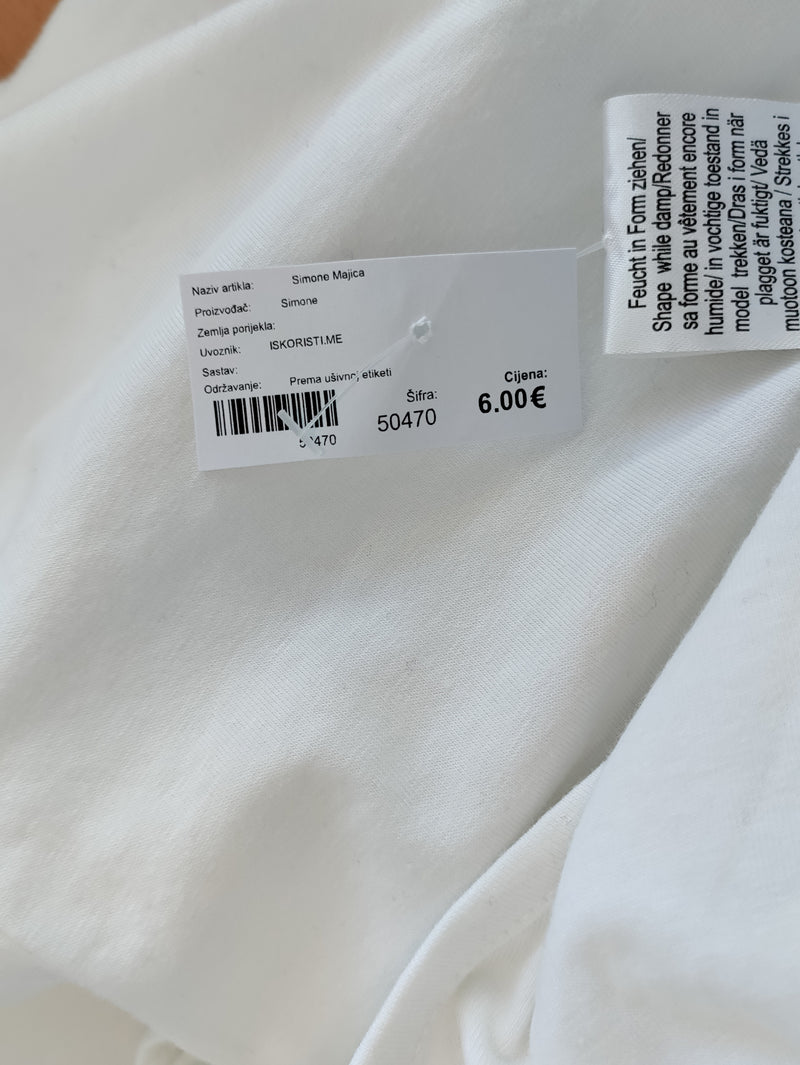 Naziv artikla: Simone Majica
Proizvođač: Simone
Zemlja porijekla:
Uvoznik: ISKORISTI.ME
Sastav:
Održavanje: Prema ušivnoj etiketi
Šifra:
50470
Cijena:
6.00€
Feucht in Form ziehen/
Shape while damp/Redonner
sa forme au vêtement encore
humide/ in vochtige toestand in
model trekken/Dras i form när
plagget är fuktigt/ Vedä
muotoon kosteana / Strekkes i